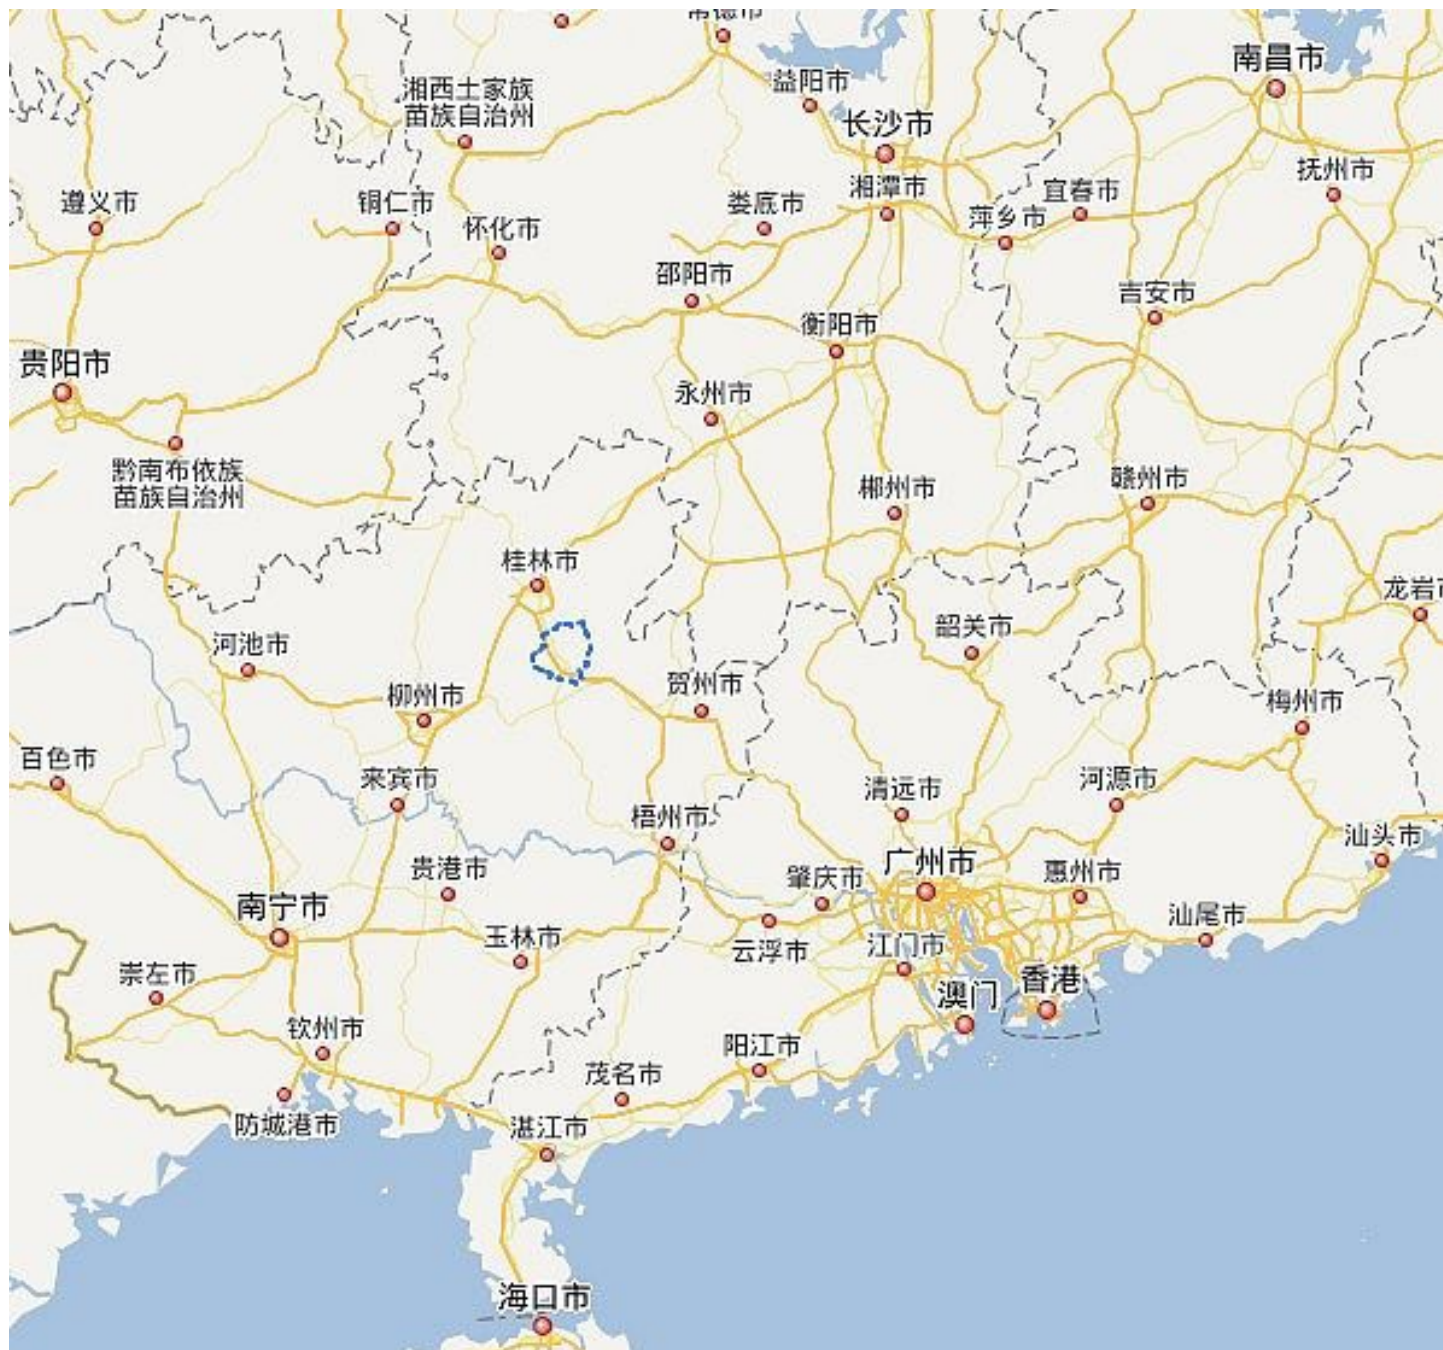 常德市
南昌市
益阳市
湘西土家族
苗族自治州
长沙市
抚州市
湘潭市
宜春市
遵义市
铜仁市
娄底市
萍乡市
怀化市
邵阳市
吉安市
衡阳市
贵阳市
永州市
黔南布依族
苗族自治州
郴州市
赣州市
桂林市
龙岩市
韶关市
河池市
贺州市
柳州市
梅州市
百色市
来宾市
清远市
河源市
梧州市
汕头市
广州市
贵港市
肇庆市
惠州市
南宁市
汕尾市
玉林市
云浮市
江门市
崇左市
澳门
香港
钦州市
阳江市
茂名市
防城港市
湛江市
海口市